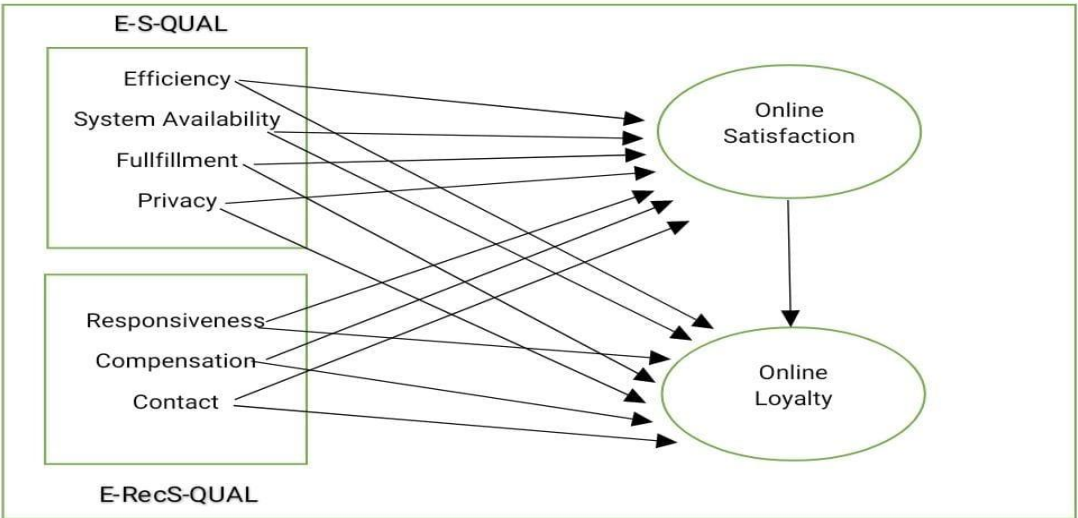 E-S-QUAL
Efficiency
System Availability
Fullfillment
Privacy
Responsiveness
Compensation
Contact
E-RecS-QUAL
Online
Satisfaction
Online
Loyalty